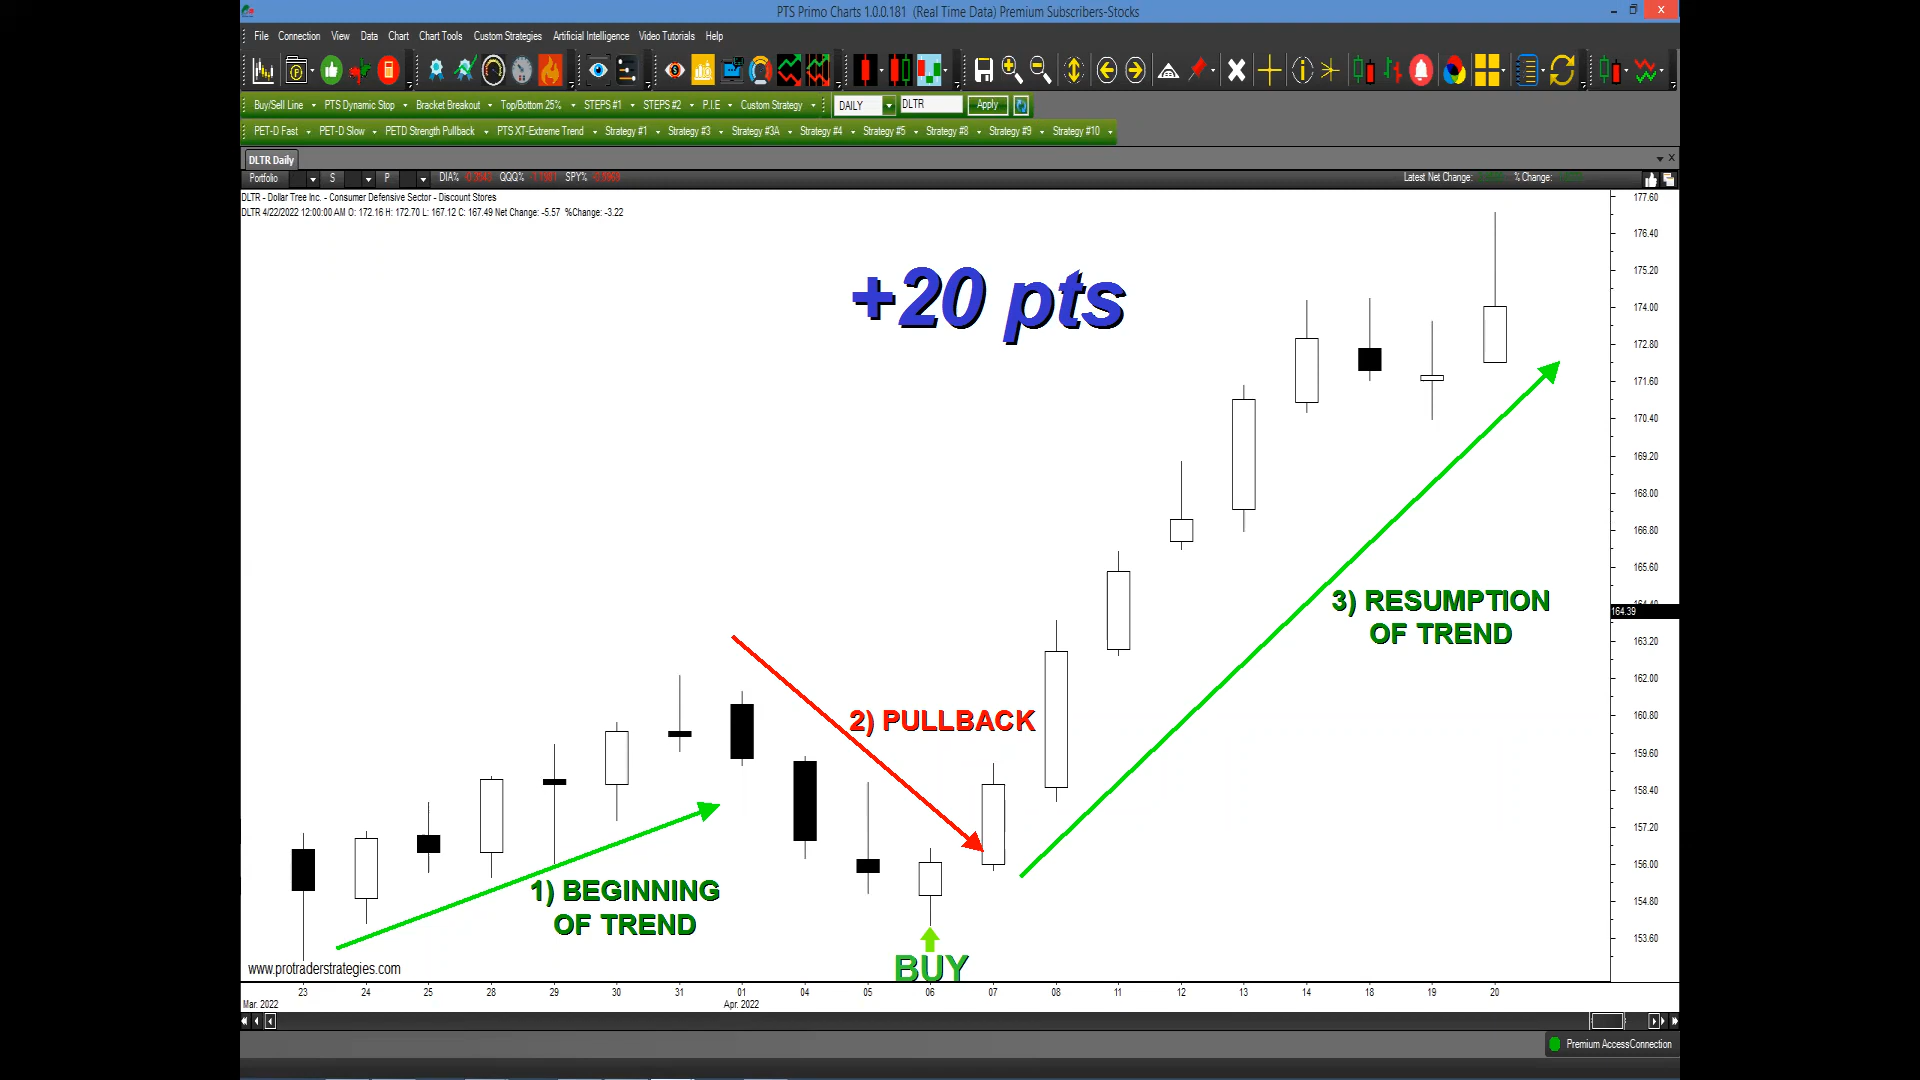 PTS Primo Charts 1.0.0.181 (Real Time Data) Premium Subscribers-Stocks
File Connection View Data Chart Chart Tools Custom Strategies Artificial Intelligence Video Tutorials Help
Buy/Sell Line PTS Dynamic Stop Bracket Breakout Top/Bottom 25% STEPS #1 STEPS #2 P.I.E Custom Strategy DAILY DLTR Apply
PET-D Fast PET-D Slow PETD Strength Pullback PTS XT-Extreme Trend Strategy #1 Strategy #3 Strategy #3A Strategy #4 Strategy #5 Strategy #8 Strategy #9 Strategy #10
DLTR Daily
Portfolio S P DIA% QQQ% SPY% Latest Net Change: % Change:
DLTR - Dollar Tree Inc. - Consumer Defensive Sector - Discount Stores
DLTR 4/22/2022 12:00:00 AM O: 172.16 H: 172.70 L: 167.12 C: 167.49 Net Change: -5.57 %Change: -3.22
+20 pts
177.60
176.40
175.20
174.00
172.80
171.60
170.40
169.20
168.00
166.80
165.60
164.39
163.20
162.00
160.80
159.60
158.40
157.20
156.00
154.80
153.60
3) RESUMPTION
OF TREND
2) PULLBACK
1) BEGINNING
OF TREND
BUY
www.protraderstrategies.com
23 24 25 28 29 30 31 01 04 05 06 07 08 11 12 13 14 18 19 20
Mar. 2022 Apr. 2022
Premium AccessConnection